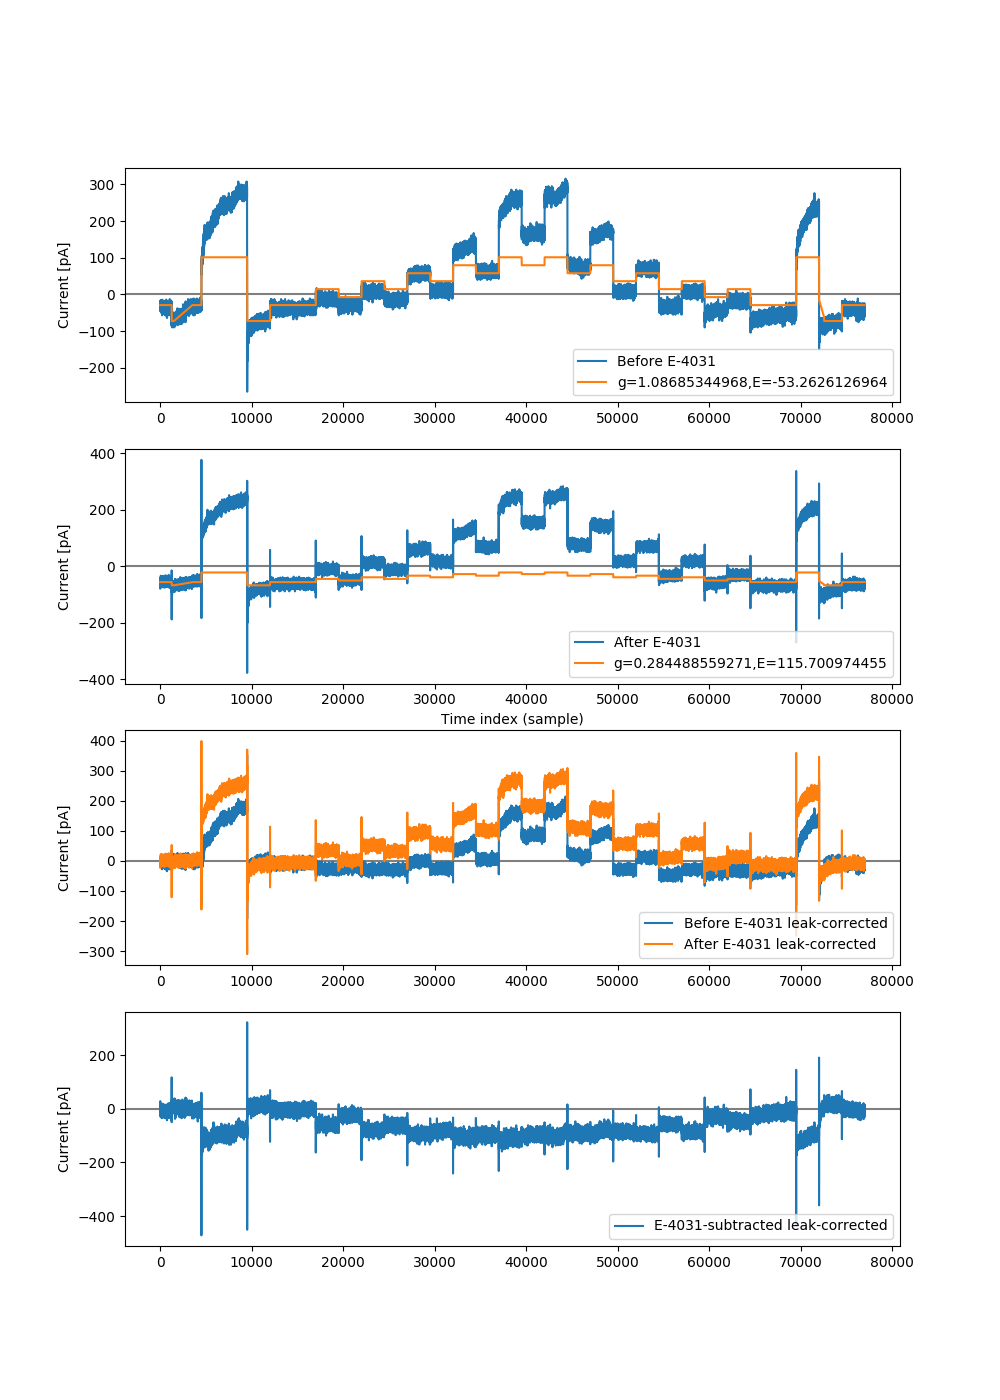 300
200
100
0
−100
−200
Current [pA]
Before E-4031
g=1.08685344968,E=-53.2626126964
0 10000 20000 30000 40000 50000 60000 70000 80000
400
200
0
−200
−400
Current [pA]
After E-4031
g=0.284488559271,E=115.700974455
0 10000 20000 30000 40000 50000 60000 70000 80000
Time index (sample)
400
300
200
100
0
−100
−200
−300
Current [pA]
Before E-4031 leak-corrected
After E-4031 leak-corrected
0 10000 20000 30000 40000 50000 60000 70000 80000
200
0
−200
−400
Current [pA]
E-4031-subtracted leak-corrected
0 10000 20000 30000 40000 50000 60000 70000 80000